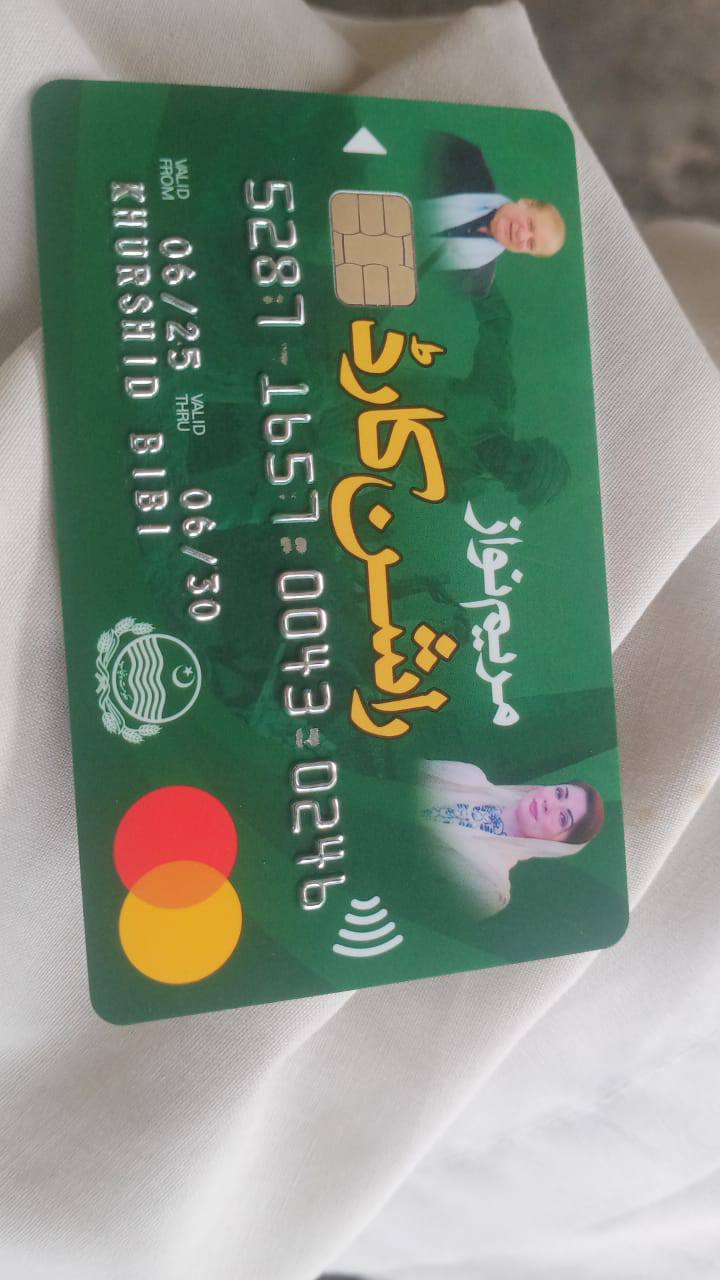 مریم نواز
راشن کارڈ
5287 1657 0043 0246
VALID FROM 06/25 VALID THRU 06/30
KHURSHID BIBI